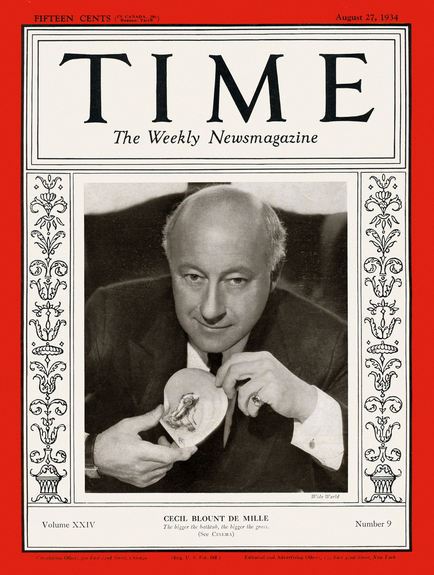 FIFTEEN CENTS
August 27, 1934
TIME
The Weekly Newsmagazine
Wide World
Volume XXIV
CECIL BLOUNT DE MILLE
The bigger the bathtub, the bigger the gross.
(See CINEMA)
Number 9